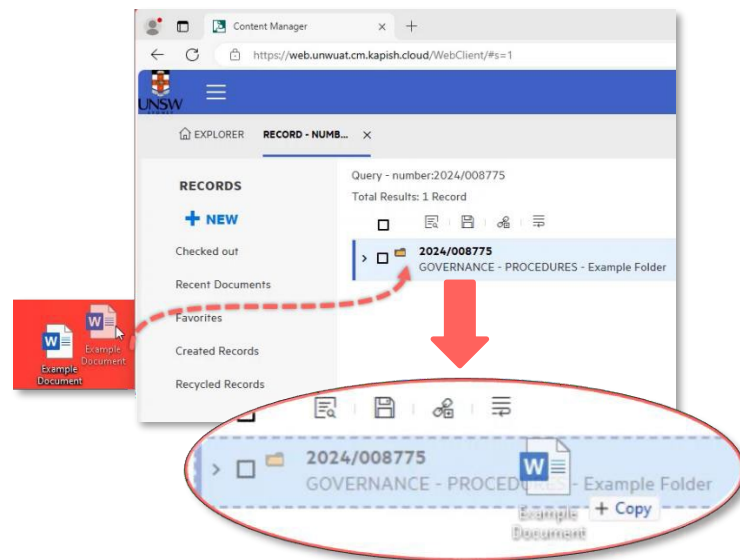 Content Manager
https://web.unwuat.cm.kapish.cloud/WebClient/#s=1
UNSW
SYDNEY
EXPLORER RECORD - NUMB...
RECORDS
NEW
Checked out
Recent Documents
Favorites
Created Records
Recycled Records
Query - number:2024/008775
Total Results: 1 Record
2024/008775
GOVERNANCE - PROCEDURES - Example Folder
Example
Document
Example
Document
2024/008775
GOVERNANCE - PROCEDURES - Example Folder
Example
Document
+ Copy